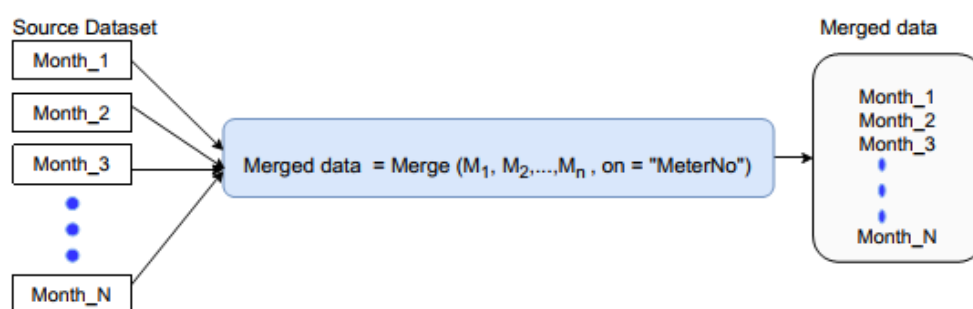 Source Dataset
Month_1
Month_2
Month_3
Month_N
Merged data = Merge (M1, M2,...,Mn , on = "MeterNo")
Merged data
Month_1
Month_2
Month_3
Month_N